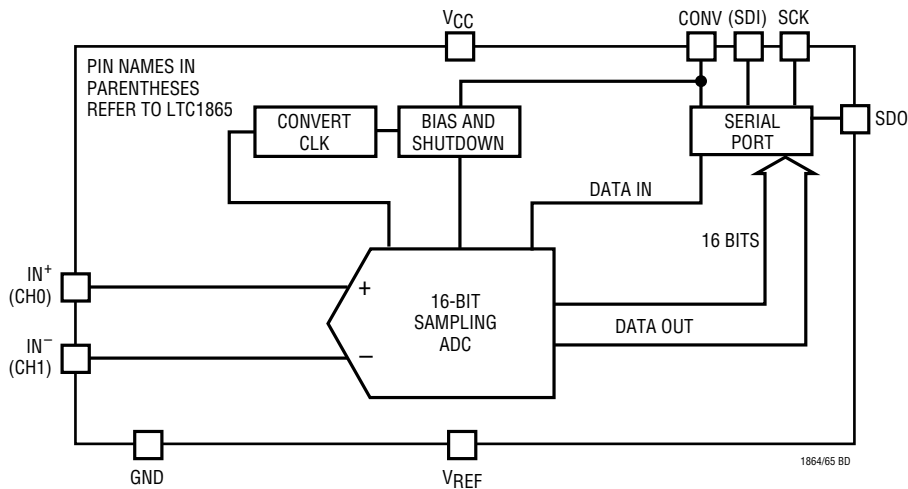 VCC
CONV
(SDI)
SCK
PIN NAMES IN
PARENTHESES
REFER TO LTC1865
CONVERT
CLK
BIAS AND
SHUTDOWN
SERIAL
PORT
SDO
DATA IN
16 BITS
IN+
(CH0)
+
16-BIT
SAMPLING
ADC
DATA OUT
IN−
(CH1)
−
GND
VREF
1864/65 BD